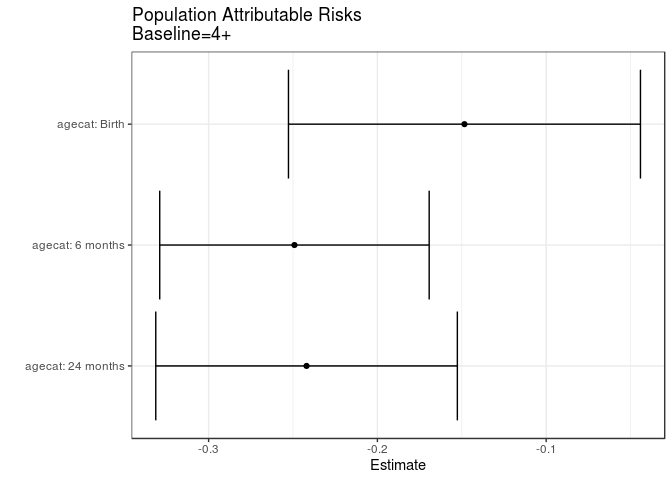 Population Attributable Risks
Baseline=4+
agecat: Birth
agecat: 6 months
agecat: 24 months
-0.3
-0.2
-0.1
Estimate